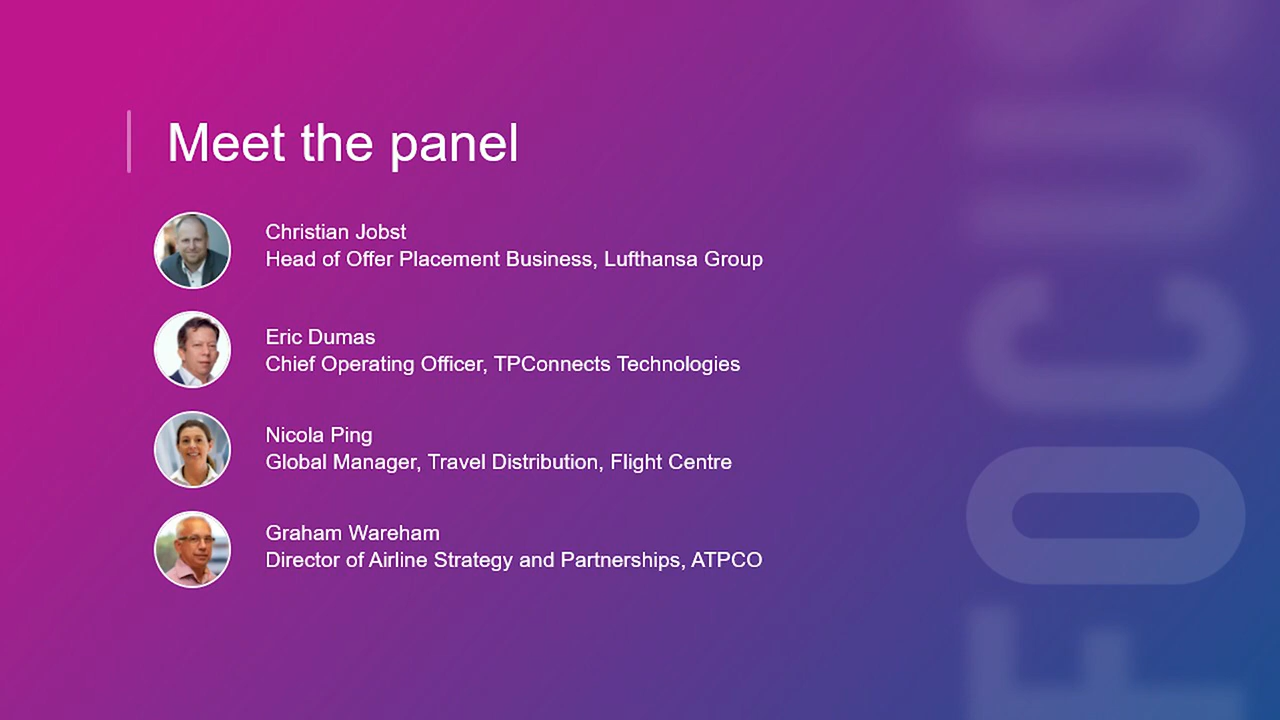 Meet the panel
Christian Jobst
Head of Offer Placement Business, Lufthansa Group
Eric Dumas
Chief Operating Officer, TPConnects Technologies
Nicola Ping
Global Manager, Travel Distribution, Flight Centre
Graham Wareham
Director of Airline Strategy and Partnerships, ATPCO
FOCUS